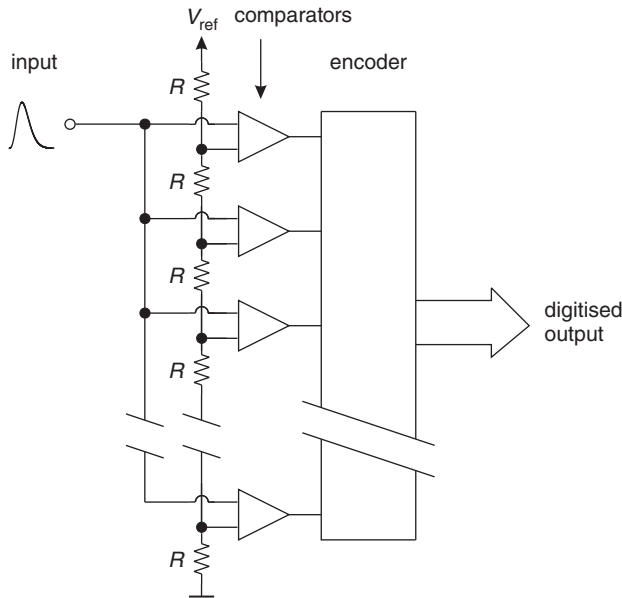 V_ref
comparators
input
encoder
R
R
R
R
R
digitised
output